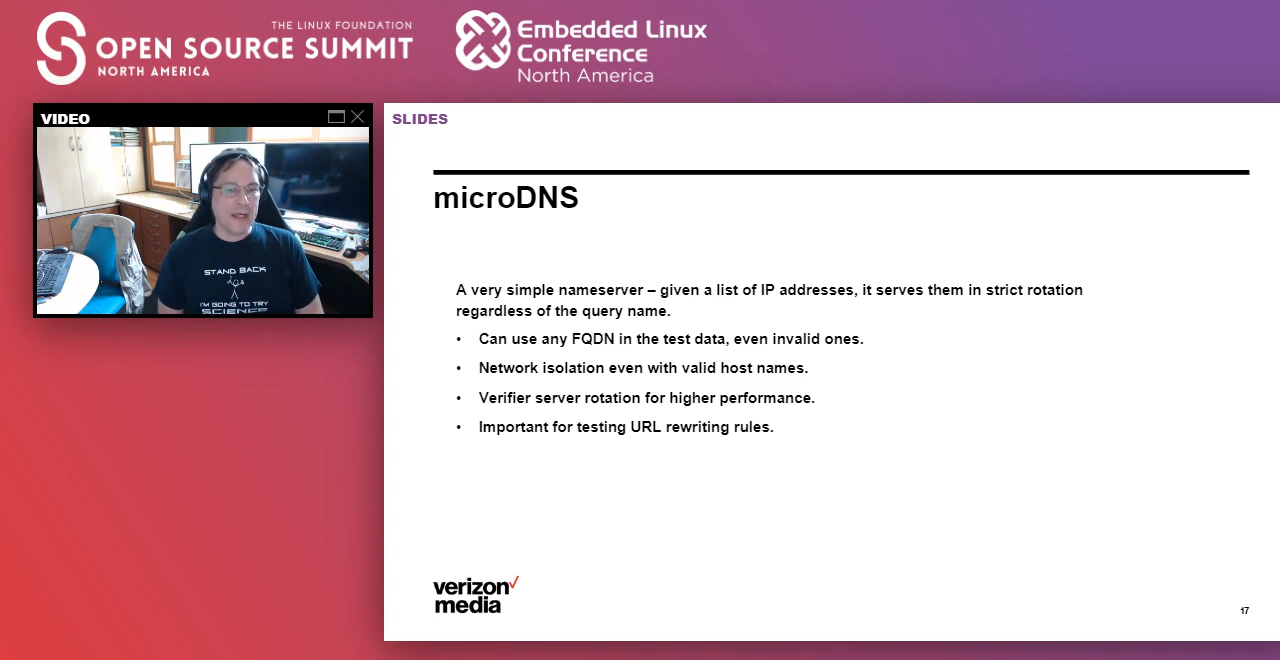 THE LINUX FOUNDATION
OPEN SOURCE SUMMIT
NORTH AMERICA
Embedded Linux
Conference
North America
VIDEO
STAND BACK
I'M GOING TO TRY
SCIENCE
SLIDES
microDNS
A very simple nameserver – given a list of IP addresses, it serves them in strict rotation
regardless of the query name.
• Can use any FQDN in the test data, even invalid ones.
• Network isolation even with valid host names.
• Verifier server rotation for higher performance.
• Important for testing URL rewriting rules.
verizon
media
17